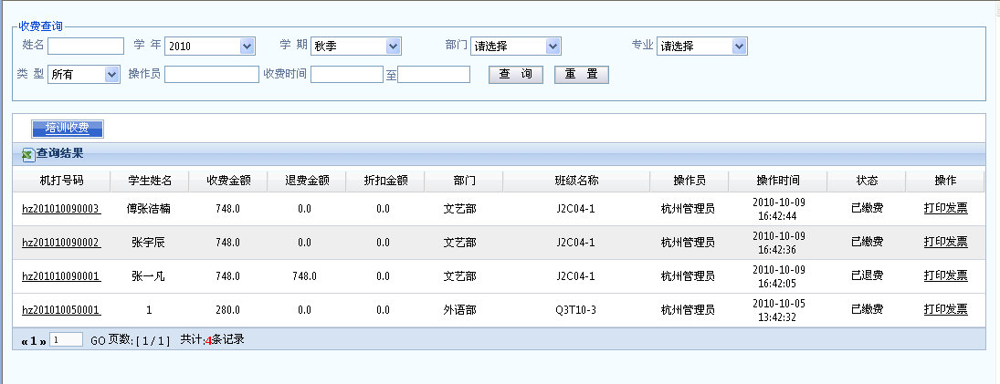 收费查询
姓名 学 年 2010 学 期 秋季 部门 请选择 专业 请选择
类 型 所有 操作员 收费时间 至 查 询 重 置
培训收费
查询结果
机打号码 学生姓名 收费金额 退费金额 折扣金额 部门 班级名称 操作员 操作时间 状态 操作
hz201010090003 傅张洁楠 748.0 0.0 0.0 文艺部 J2C04-1 杭州管理员 2010-10-09 16:42:44 已缴费 打印发票
hz201010090002 张宇辰 748.0 0.0 0.0 文艺部 J2C04-1 杭州管理员 2010-10-09 16:42:36 已缴费 打印发票
hz201010090001 张一凡 748.0 748.0 0.0 文艺部 J2C04-1 杭州管理员 2010-10-09 16:42:05 已退费 打印发票
hz201010050001 1 280.0 0.0 0.0 外语部 Q3T10-3 杭州管理员 2010-10-05 13:42:32 已缴费 打印发票
« 1 » 1 GO 页数:[ 1 / 1 ] 共计:4条记录